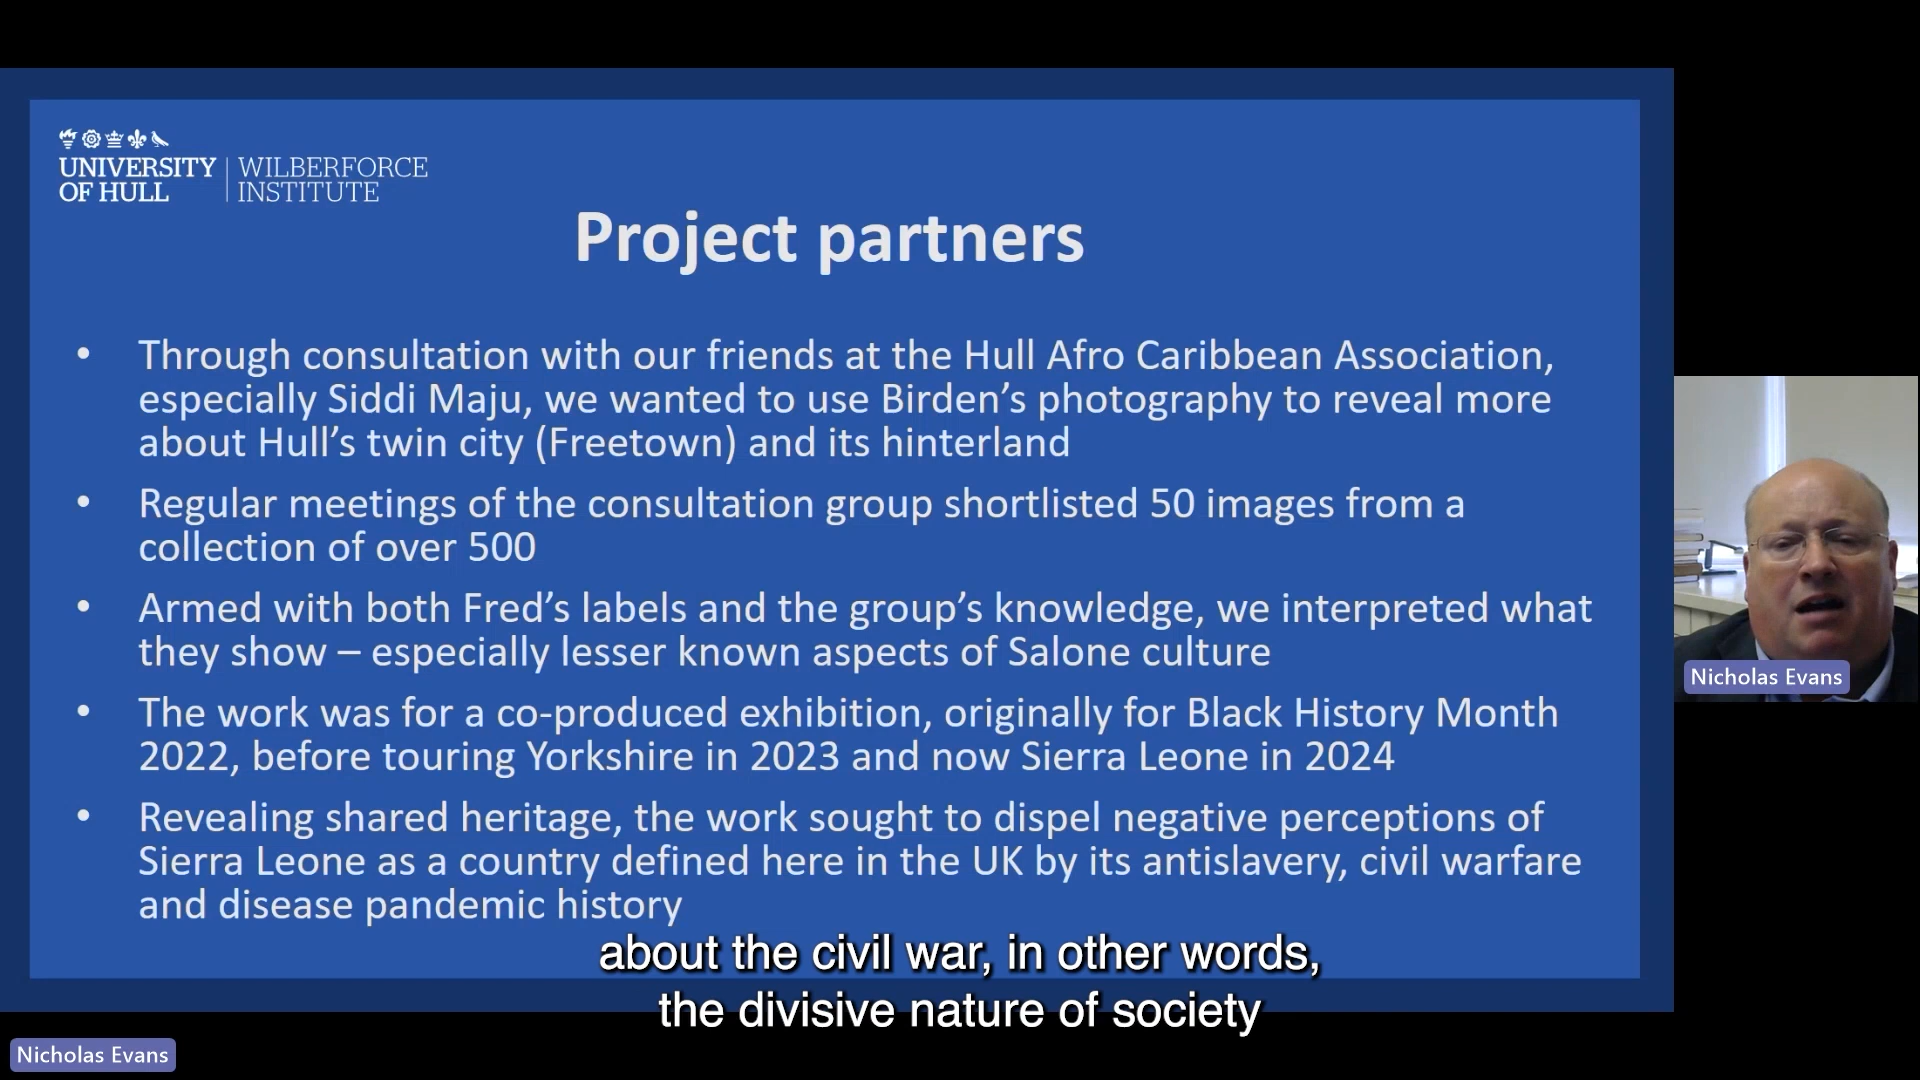 UNIVERSITY
OF HULL
WILBERFORCE
INSTITUTE
Project partners
• Through consultation with our friends at the Hull Afro Caribbean Association,
especially Siddi Maju, we wanted to use Birden’s photography to reveal more
about Hull’s twin city (Freetown) and its hinterland
• Regular meetings of the consultation group shortlisted 50 images from a
collection of over 500
• Armed with both Fred’s labels and the group’s knowledge, we interpreted what
they show – especially lesser known aspects of Salone culture
• The work was for a co-produced exhibition, originally for Black History Month
2022, before touring Yorkshire in 2023 and now Sierra Leone in 2024
• Revealing shared heritage, the work sought to dispel negative perceptions of
Sierra Leone as a country defined here in the UK by its antislavery, civil warfare
and disease pandemic history
about the civil war, in other words,
the divisive nature of society
Nicholas Evans
Nicholas Evans